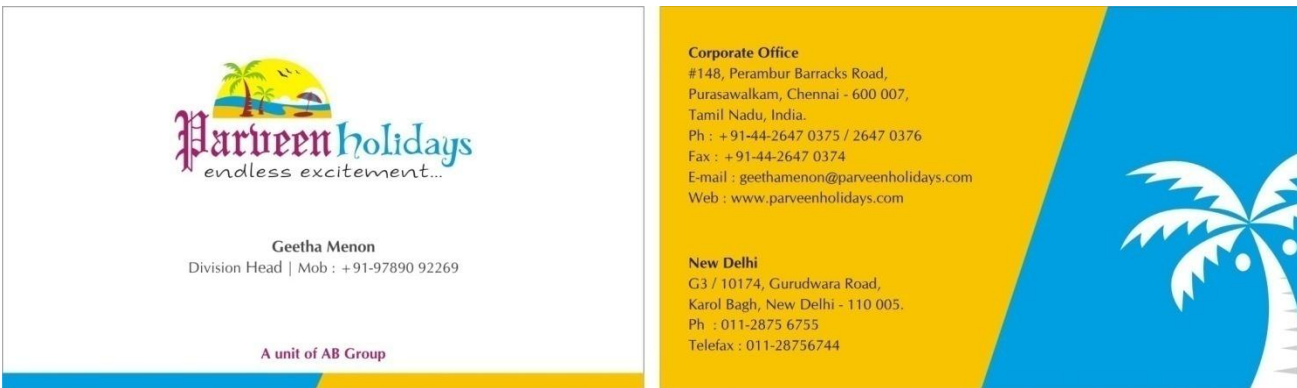 Parveen holidays
endless excitement...
Geetha Menon
Division Head | Mob : +91-97890 92269
A unit of AB Group
Corporate Office
#148, Perambur Barracks Road,
Purasawalkam, Chennai - 600 007,
Tamil Nadu, India.
Ph : +91-44-2647 0375 / 2647 0376
Fax : +91-44-2647 0374
E-mail : geethamenon@parveenholidays.com
Web : www.parveenholidays.com
New Delhi
G3 / 10174, Gurudwara Road,
Karol Bagh, New Delhi - 110 005.
Ph : 011-2875 6755
Telefax : 011-28756744